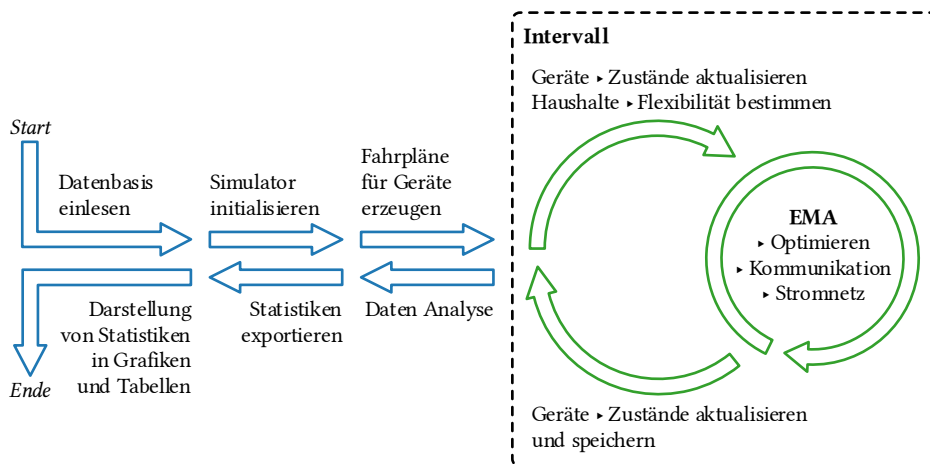 Start
Datenbasis
einlesen
Simulator
initialisieren
Fahrpläne
für Geräte
erzeugen
Intervall
Geräte ▸ Zustände aktualisieren
Haushalte ▸ Flexibilität bestimmen
EMA
▸ Optimieren
▸ Kommunikation
▸ Stromnetz
Geräte ▸ Zustände aktualisieren
und speichern
Daten Analyse
Statistiken
exportieren
Darstellung
von Statistiken
in Grafiken
und Tabellen
Ende